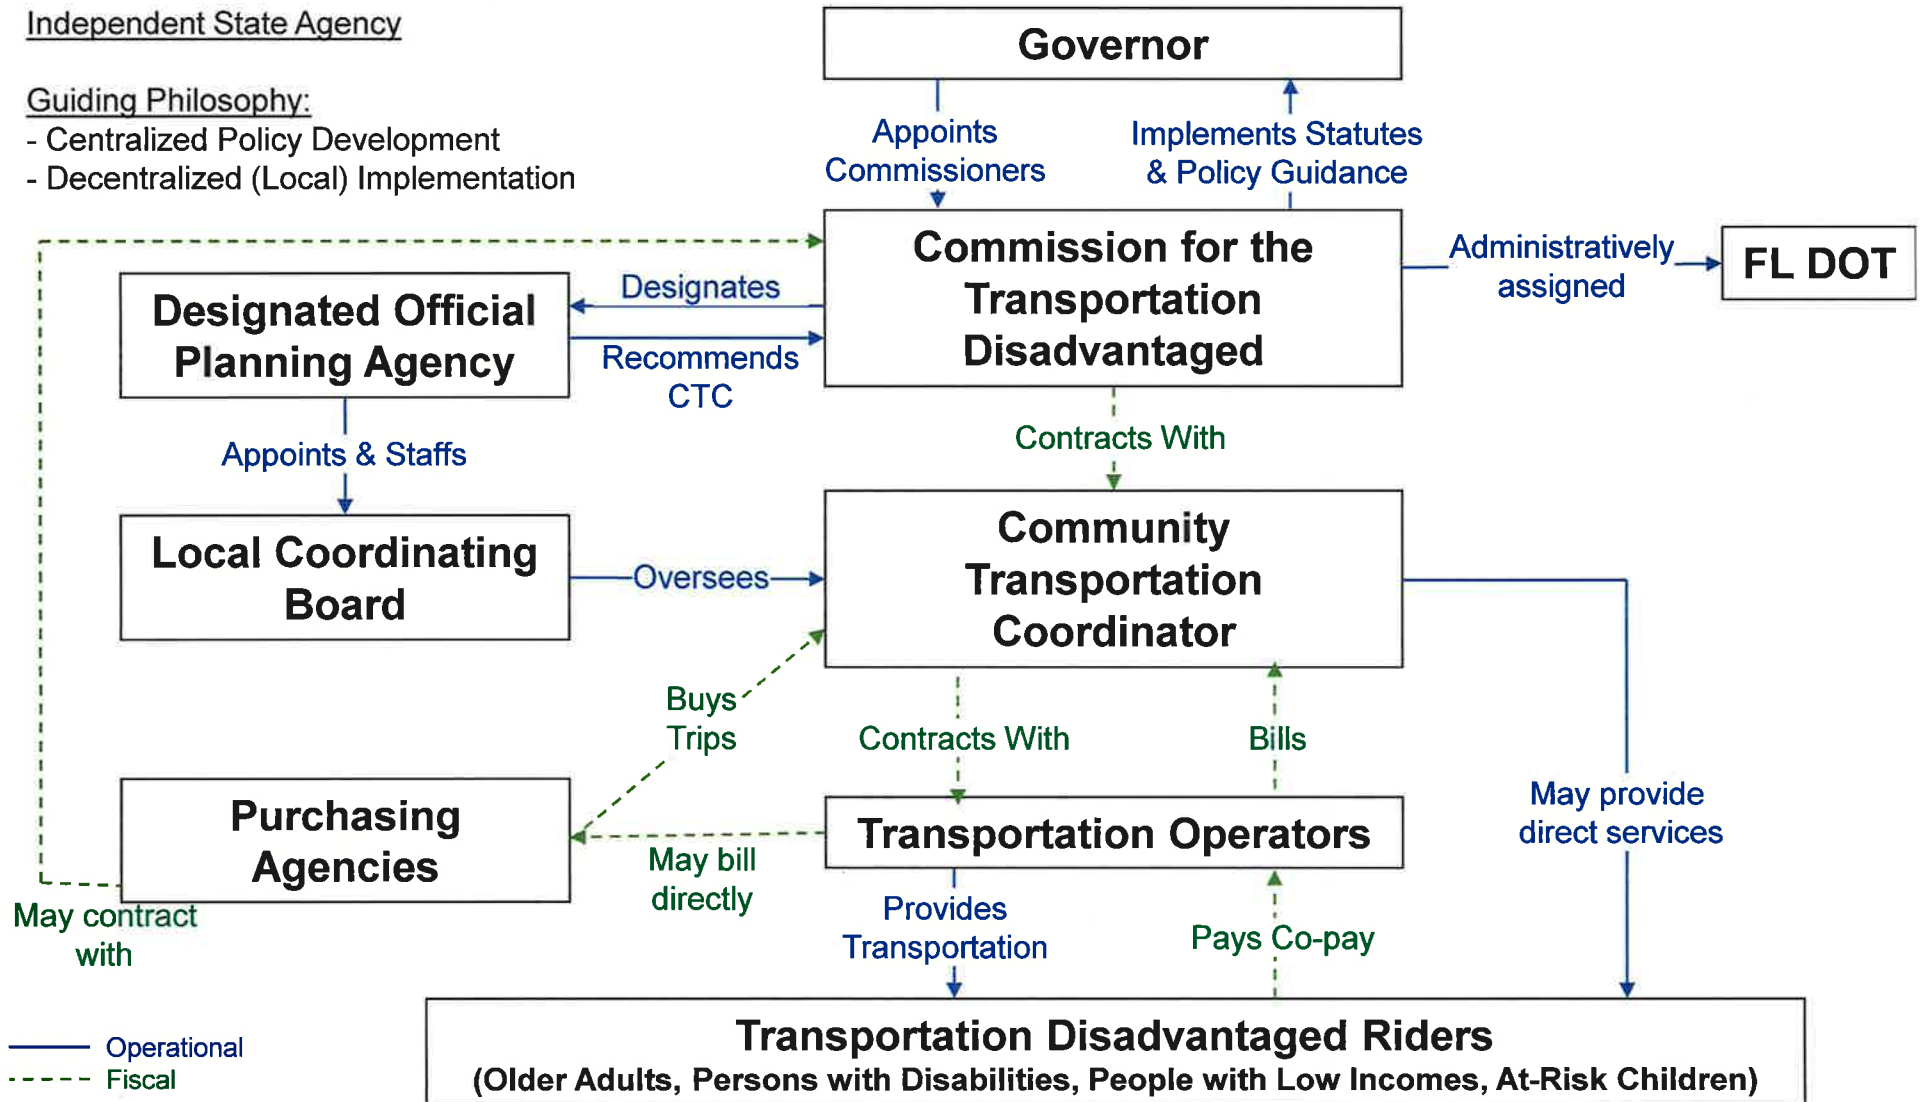 Independent State Agency
Guiding Philosophy:
- Centralized Policy Development
- Decentralized (Local) Implementation
Governor
Appoints
Commissioners
Implements Statutes
& Policy Guidance
Commission for the
Transportation
Disadvantaged
Administratively
assigned
FL DOT
Designated Official
Planning Agency
Designates
Recommends
CTC
Contracts With
Appoints & Staffs
Local Coordinating
Board
Oversees
Community
Transportation
Coordinator
Buys
Trips
Contracts With
Bills
May provide
direct services
Purchasing
Agencies
May bill
directly
Transportation Operators
May contract
with
Provides
Transportation
Pays Co-pay
Transportation Disadvantaged Riders
(Older Adults, Persons with Disabilities, People with Low Incomes, At-Risk Children)
Operational
Fiscal